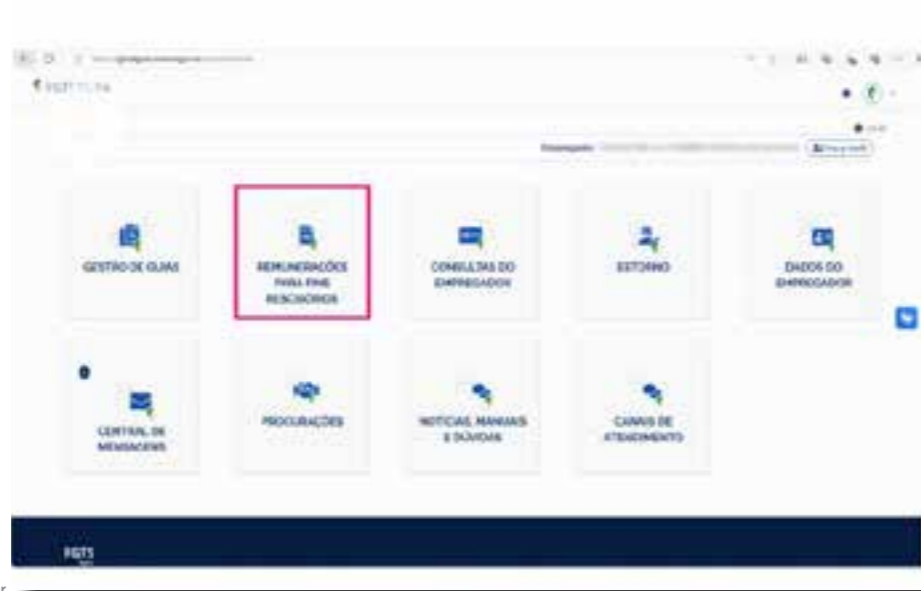 GESTÃO DE GUIAS
REMUNERAÇÕES
PARA FINS
RESCISÓRIOS
CONSULTAS DO
EMPREGADOR
ESTORNO
DADOS DO
EMPREGADOR
CENTRAL DE
MENSAGENS
PROCURAÇÕES
NOTÍCIAS, MANUAIS
E DÚVIDAS
CANAIS DE
ATENDIMENTO
FGTS